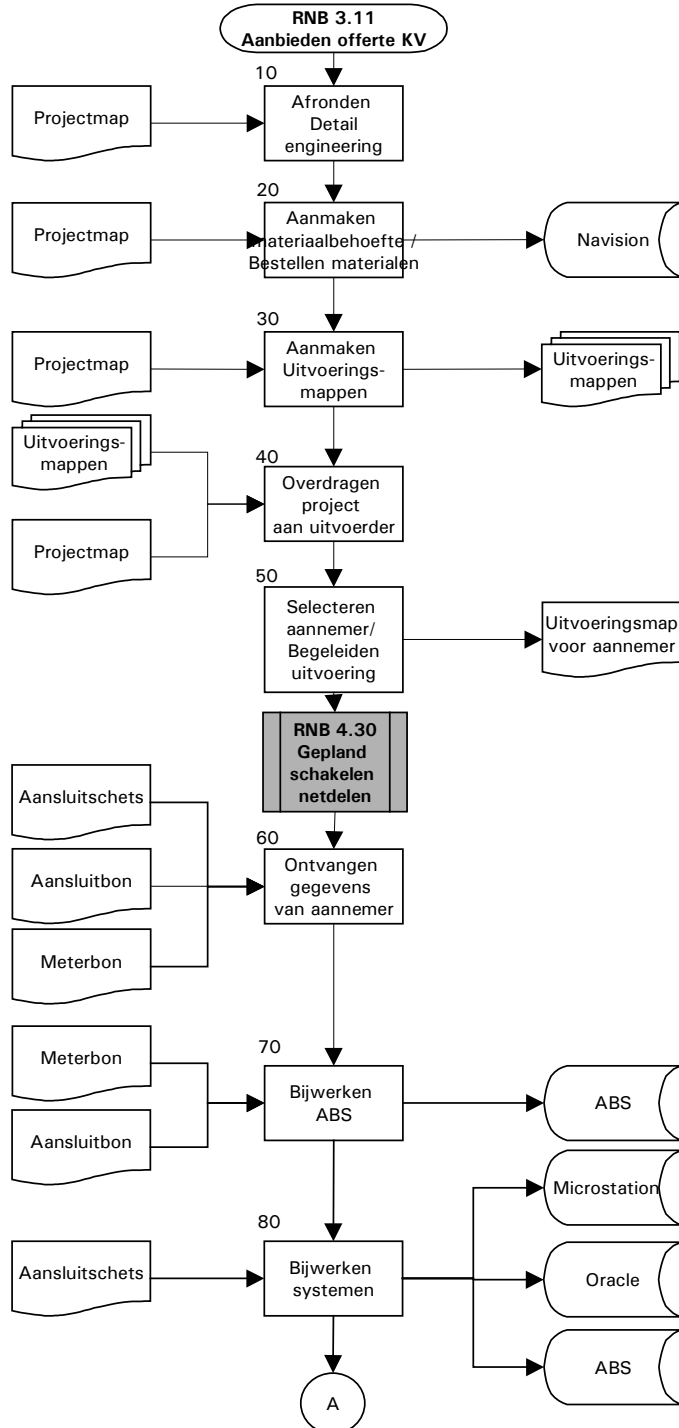 RNB 3.11
Aanbieden offerte KV
10
Projectmap
Afronden
Detail
engineering
20
Projectmap
Aanmaken
materiaalbehoefte /
Bestellen materialen
Navision
30
Projectmap
Aanmaken
Uitvoerings-
mappen
Uitvoerings-
mappen
Uitvoerings-
mappen
40
Overdragen
project
aan uitvoerder
Projectmap
50
Selecteren
aannemer/
Begeleiden
uitvoering
Uitvoeringsmap
voor aannemer
RNB 4.30
Gepland
schakelen
netdelen
Aansluitschets
60
Aansluitbon
Ontvangen
gegevens
van aannemer
Meterbon
70
Meterbon
Aansluitbon
Bijwerken
ABS
ABS
Microstation
80
Aansluitschets
Bijwerken
systemen
Oracle
ABS
A